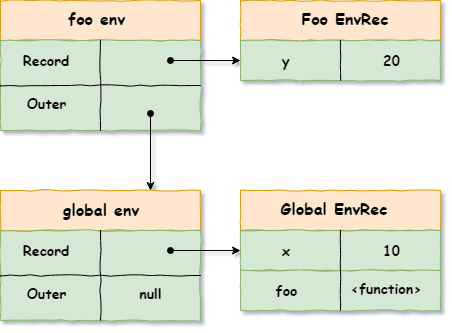 foo env
Record
Outer
Foo EnvRec
y 20
global env
Record
Outer null
Global EnvRec
x 10
foo <function>